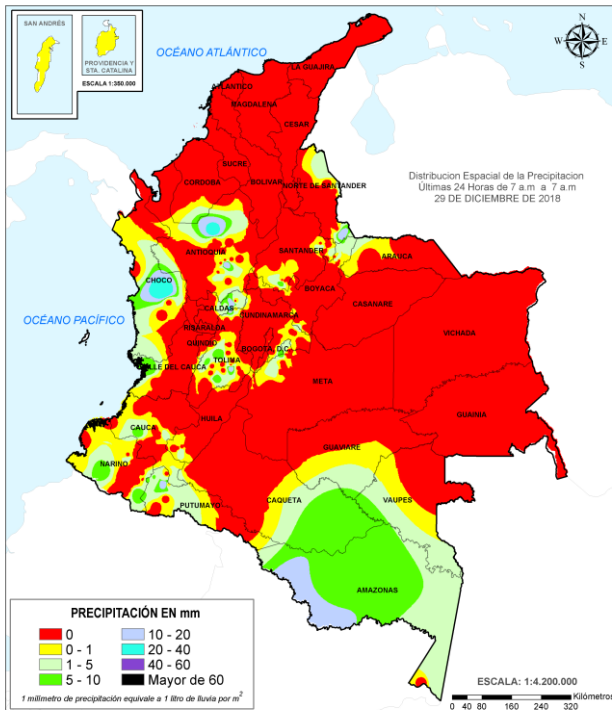 SAN ANDRÉS
PROVIDENCIA Y
STA. CATALINA
ESCALA 1:350.000
OCÉANO ATLÁNTICO
N
W E
S
LA GUAJIRA
ATLANTICO
MAGDALENA
CESAR
Distribucion Espacial de la Precipitacion
Últimas 24 Horas de 7 a.m a 7 a.m
29 DE DICIEMBRE DE 2018
SUCRE
CORDOBA
BOLIVAR
NORTE DE SANTANDER
ANTIOQUIA
SANTANDER
ARAUCA
CHOCO
BOYACA
CASANARE
CALDAS
CUNDINAMARCA
OCÉANO PACÍFICO
RISARALDA
VICHADA
QUINDIO
BOGOTA, D.C.
TOLIMA
VALLE DEL CAUCA
META
GUAINIA
HUILA
CAUCA
GUAVIARE
NARIÑO
CAQUETA
VAUPES
PUTUMAYO
AMAZONAS
PRECIPITACIÓN EN mm
0
10 - 20
0 - 1
20 - 40
1 - 5
40 - 60
5 - 10
Mayor de 60
1 milímetro de precipitación equivale a 1 litro de lluvia por m²
ESCALA: 1:4.200.000
Kilómetros
0 40 80 160 240 320